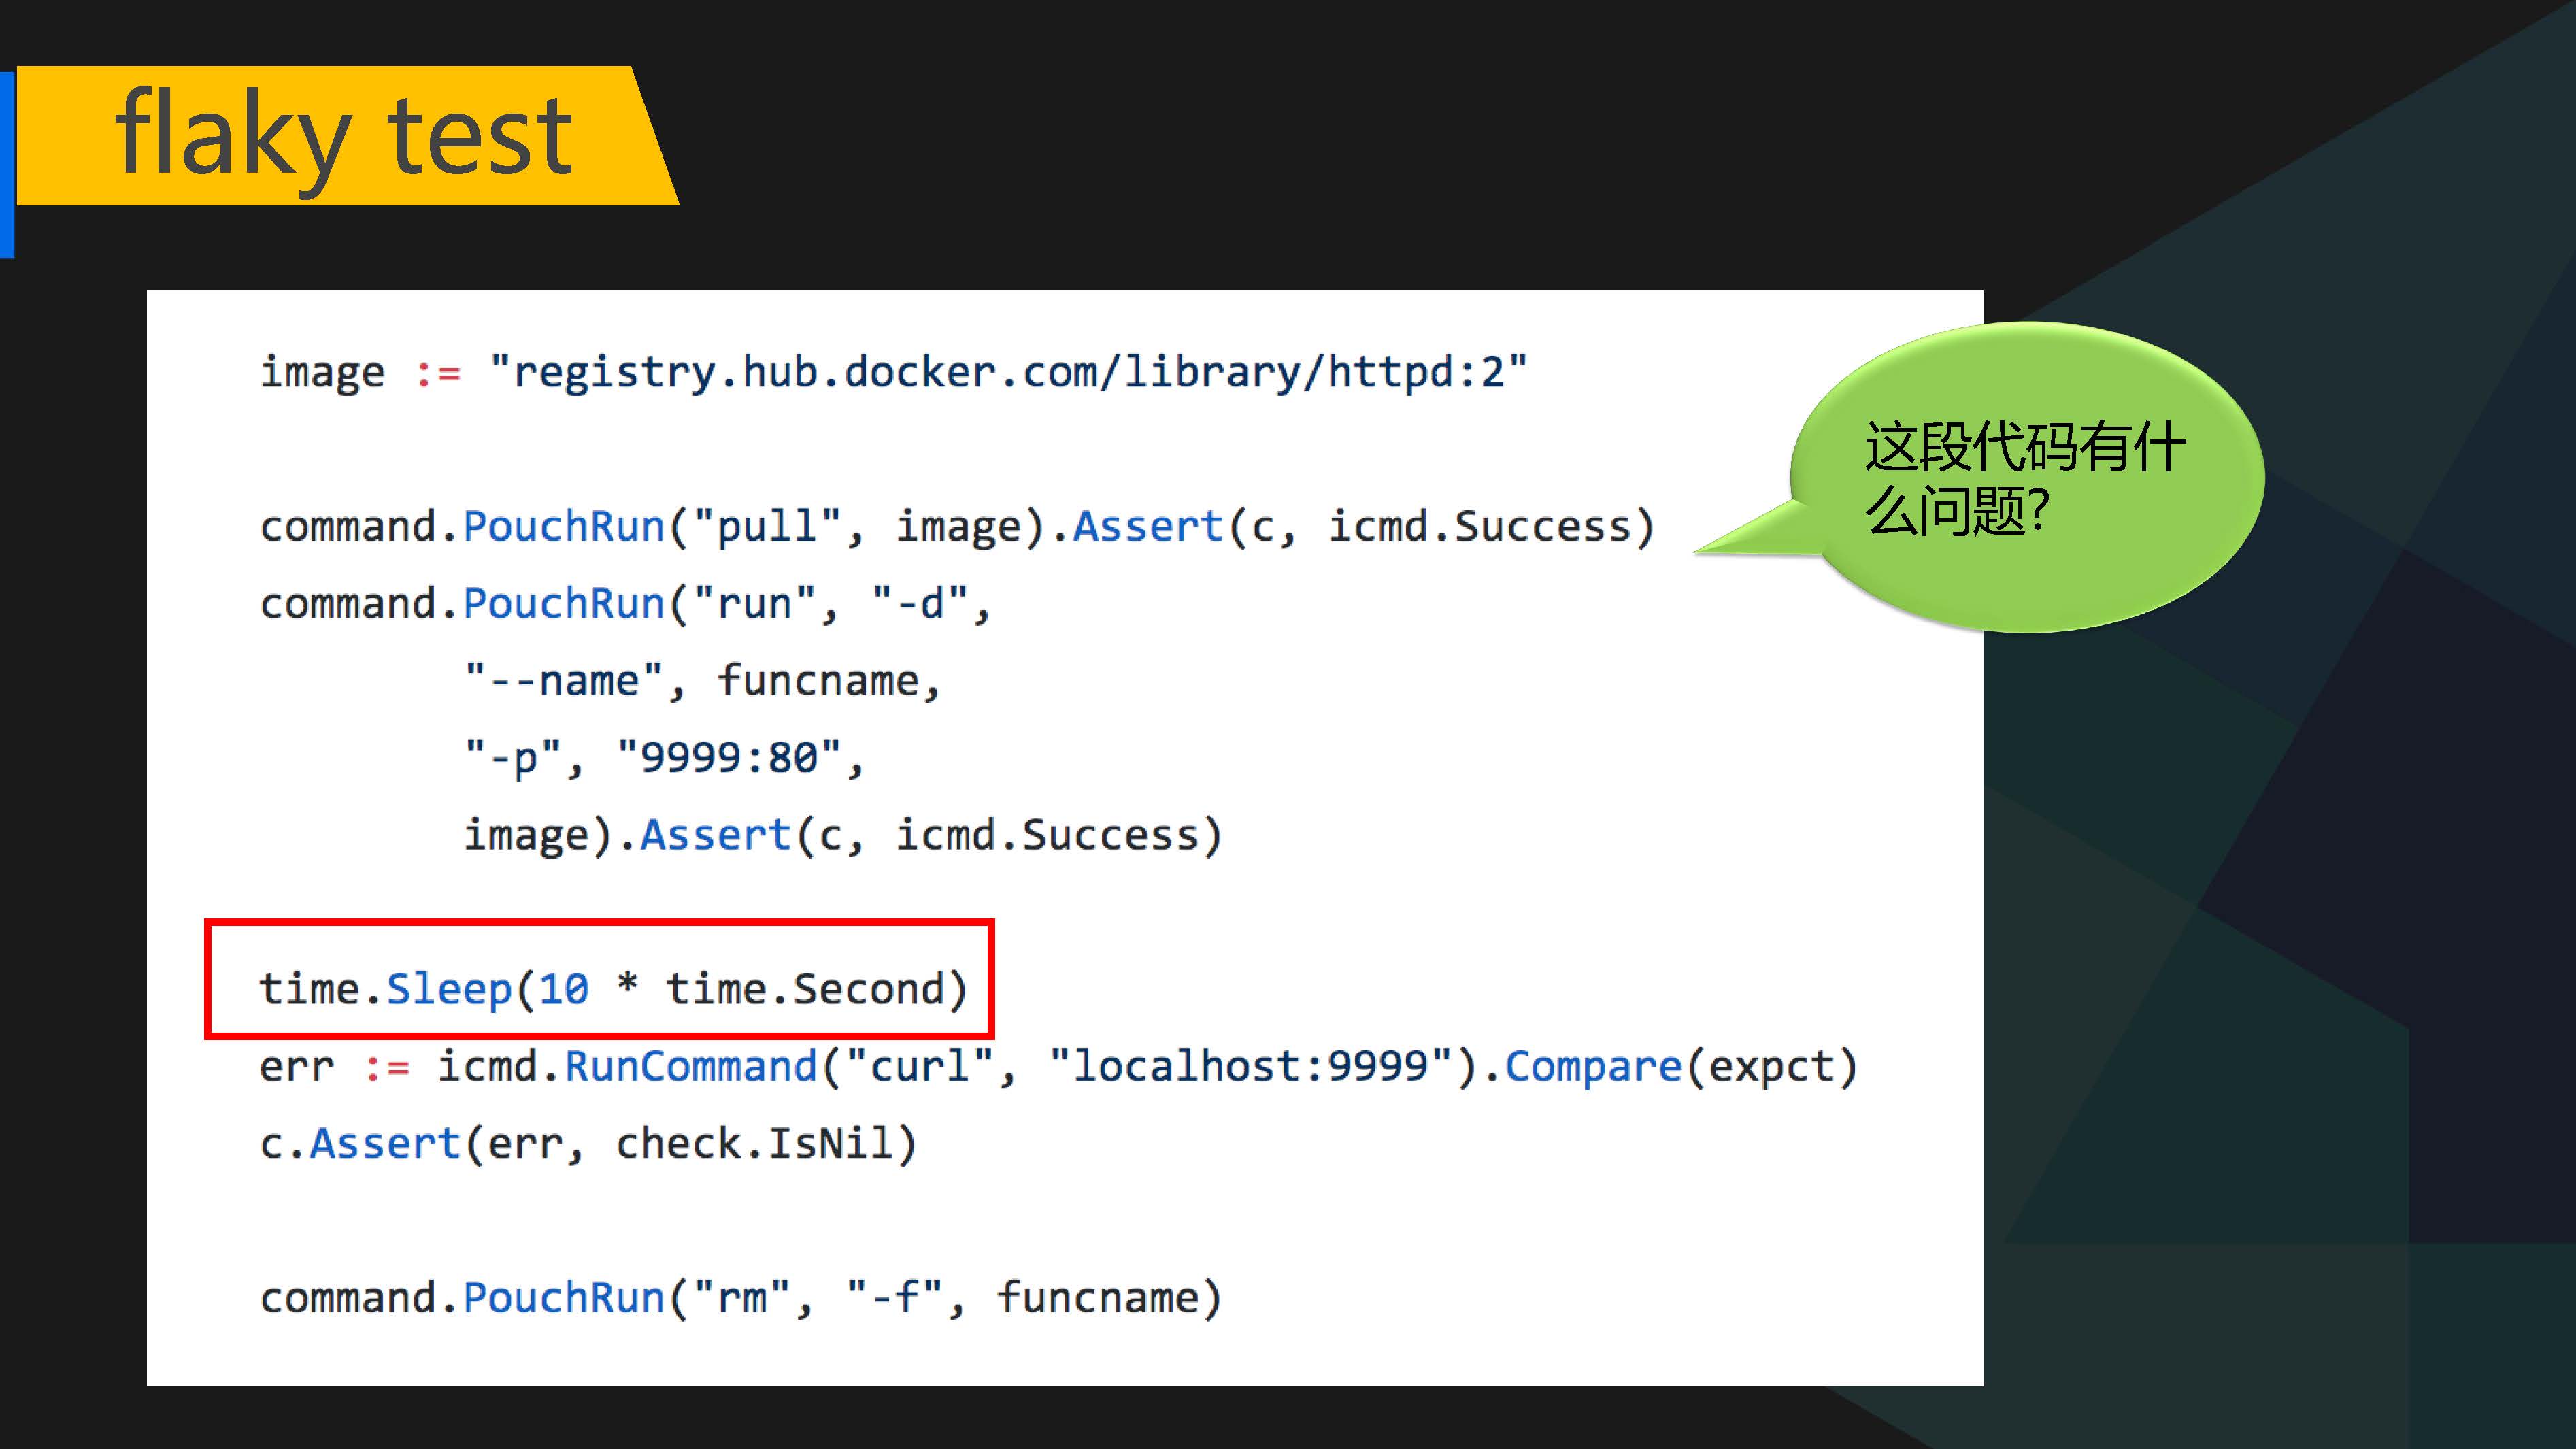 flaky test
image := "registry.hub.docker.com/library/httpd:2"
这段代码有什
么问题?
command.PouchRun("pull", image).Assert(c, icmd.Success)
command.PouchRun("run", "-d",
"--name", funcname,
"-p", "9999:80",
image).Assert(c, icmd.Success)
time.Sleep(10 * time.Second)
err := icmd.RunCommand("curl", "localhost:9999").Compare(expct)
c.Assert(err, check.IsNil)
command.PouchRun("rm", "-f", funcname)